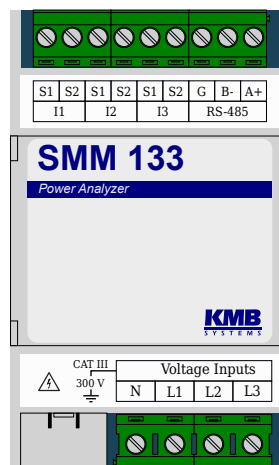 S1 S2 S1 S2 S1 S2 G B- A+
I1 I2 I3 RS-485
SMM 133
Power Analyzer
KMB
SYSTEMS
CAT III
300 V
Voltage Inputs
N L1 L2 L3